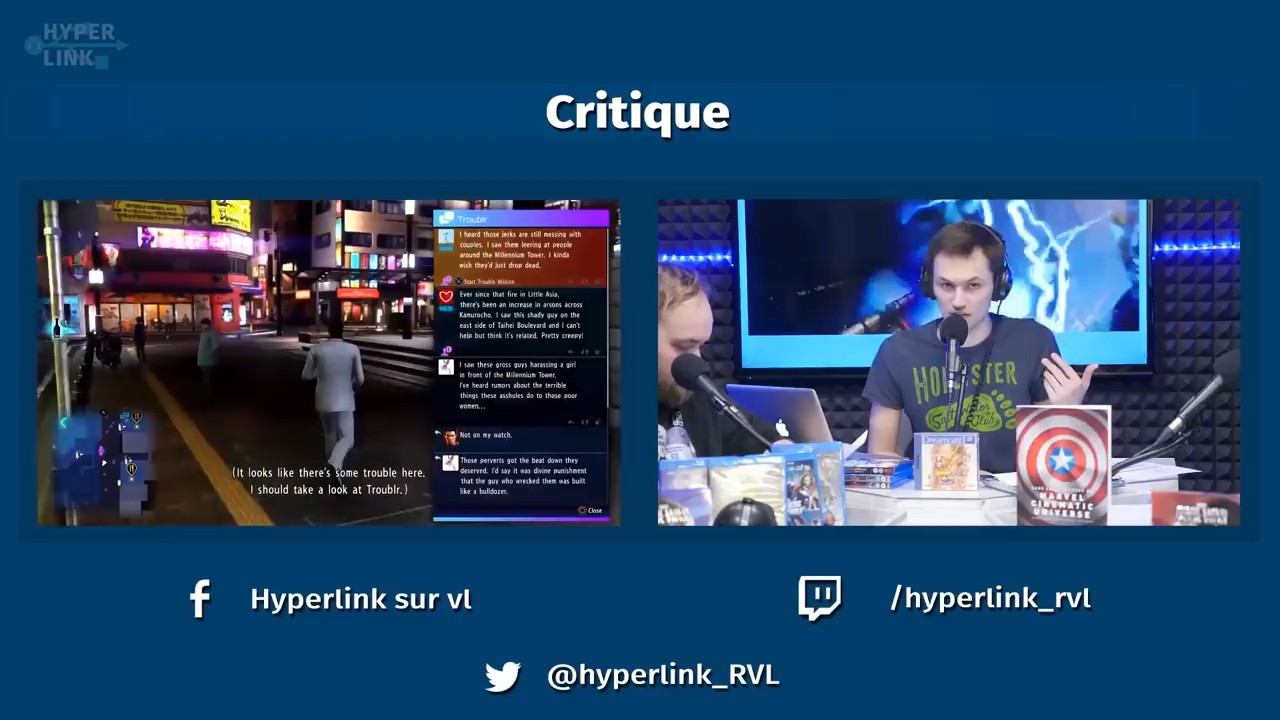 HYPER
LINK
Critique
Troublr
I heard those jerks are still messing with
couples. I saw them leering at people
around the Millennium Tower. I kinda
wish they'd just drop dead.
Start Trouble Mission
Ever since that fire in Little Asia,
there's been an increase in arsons across
Kamurocho. I saw this shady guy on the
east side of Taihei Boulevard and I can't
help but think it's related. Pretty creepy!
I saw these gross guys harassing a girl
in front of the Millennium Tower.
I've heard rumors about the terrible
things these assholes do to those poor
women...
Not on my watch.
Those perverts got the beat down they
deserved. I'd say it was divine punishment
that the guy who wrecked them was built
like a bulldozer.
Close
(It looks like there's some trouble here.
I should take a look at Troublr.)
Dreamcast
MARVEL
CINEMATIC
UNIVERSE
Hyperlink sur vl
/hyperlink_rvl
@hyperlink_RVL